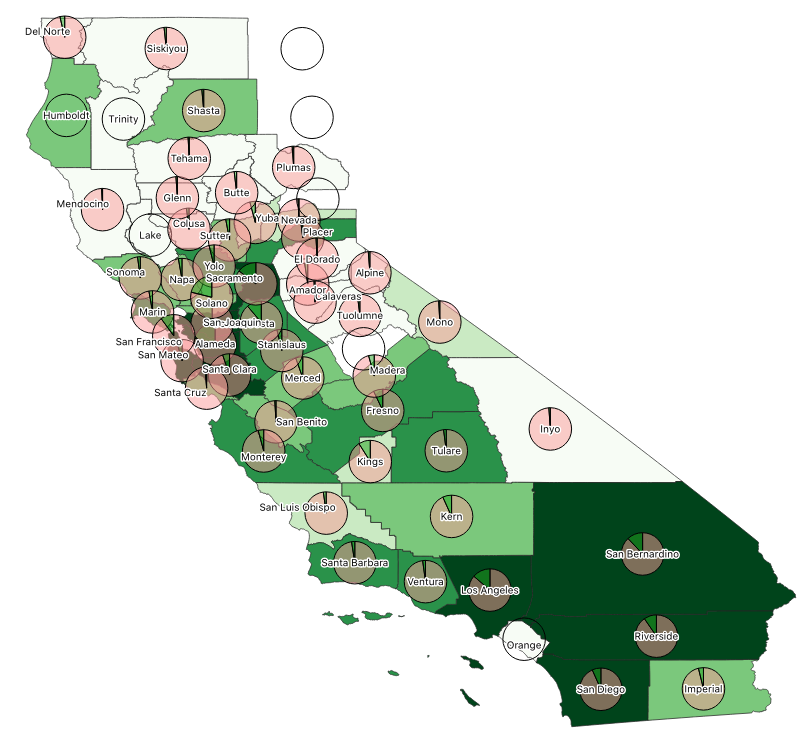 Del Norte
Siskiyou
Humboldt
Trinity
Shasta
Tehama
Plumas
Glenn
Butte
Mendocino
Colusa
Yuba
Nevada
Lake
Sutter
Placer
El Dorado
Yolo
Sonoma
Napa
Sacramento
Alpine
Amador
Calaveras
Solano
Marin
Tuolumne
San Joaquin
Mono
San Francisco
Alameda
Stanislaus
San Mateo
Santa Clara
Madera
Merced
Santa Cruz
Fresno
San Benito
Inyo
Monterey
Kings
Tulare
San Luis Obispo
Kern
San Bernardino
Santa Barbara
Ventura
Los Angeles
Riverside
Orange
San Diego
Imperial